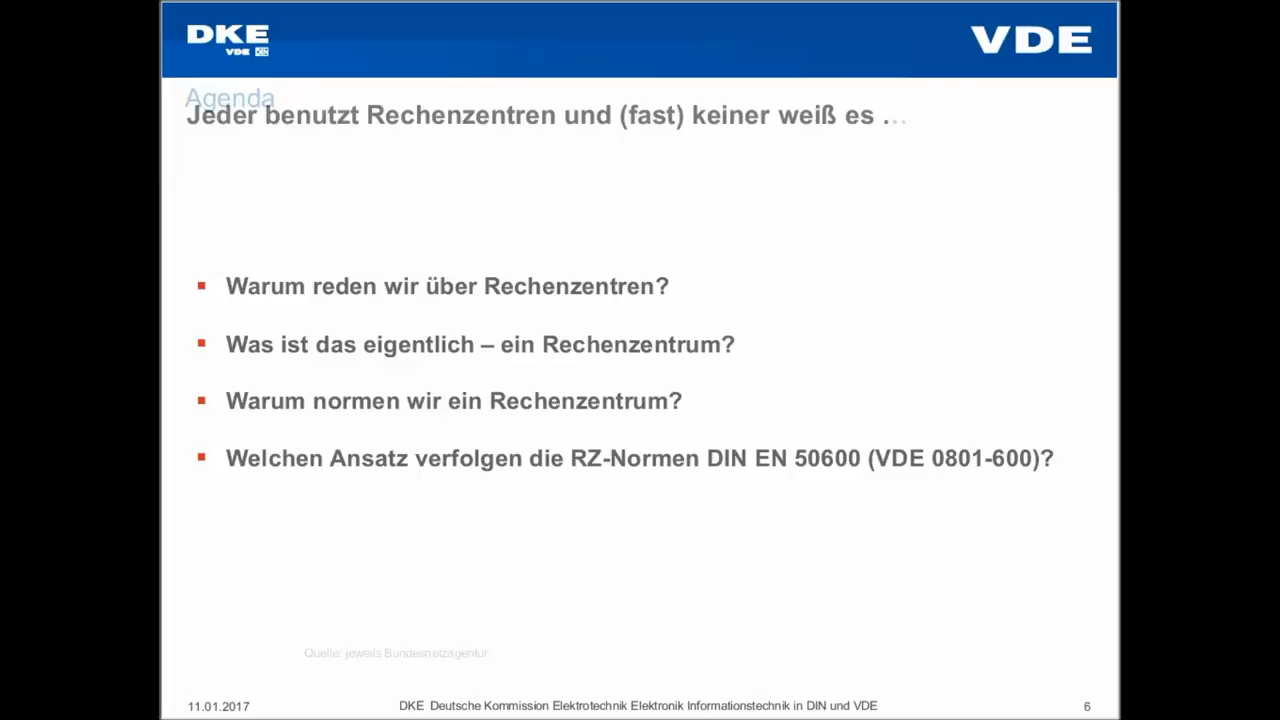 DKE
VDE DIN
VDE
Agenda
Jeder benutzt Rechenzentren und (fast) keiner weiß es ...
Warum reden wir über Rechenzentren?
Was ist das eigentlich – ein Rechenzentrum?
Warum normen wir ein Rechenzentrum?
Welchen Ansatz verfolgen die RZ-Normen DIN EN 50600 (VDE 0801-600)?
Quelle: jeweils Bundesnetzagentur
11.01.2017
DKE Deutsche Kommission Elektrotechnik Elektronik Informationstechnik in DIN und VDE
6